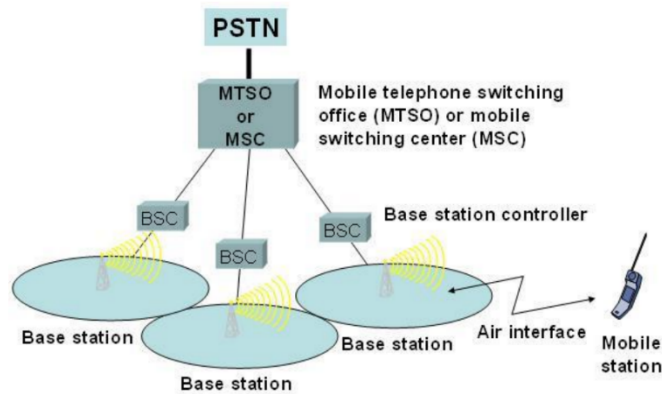 PSTN
MTSO
or
MSC
Mobile telephone switching
office (MTSO) or mobile
switching center (MSC)
BSC
BSC
BSC
Base station controller
Base station
Base station
Base station
Air interface
Mobile
station